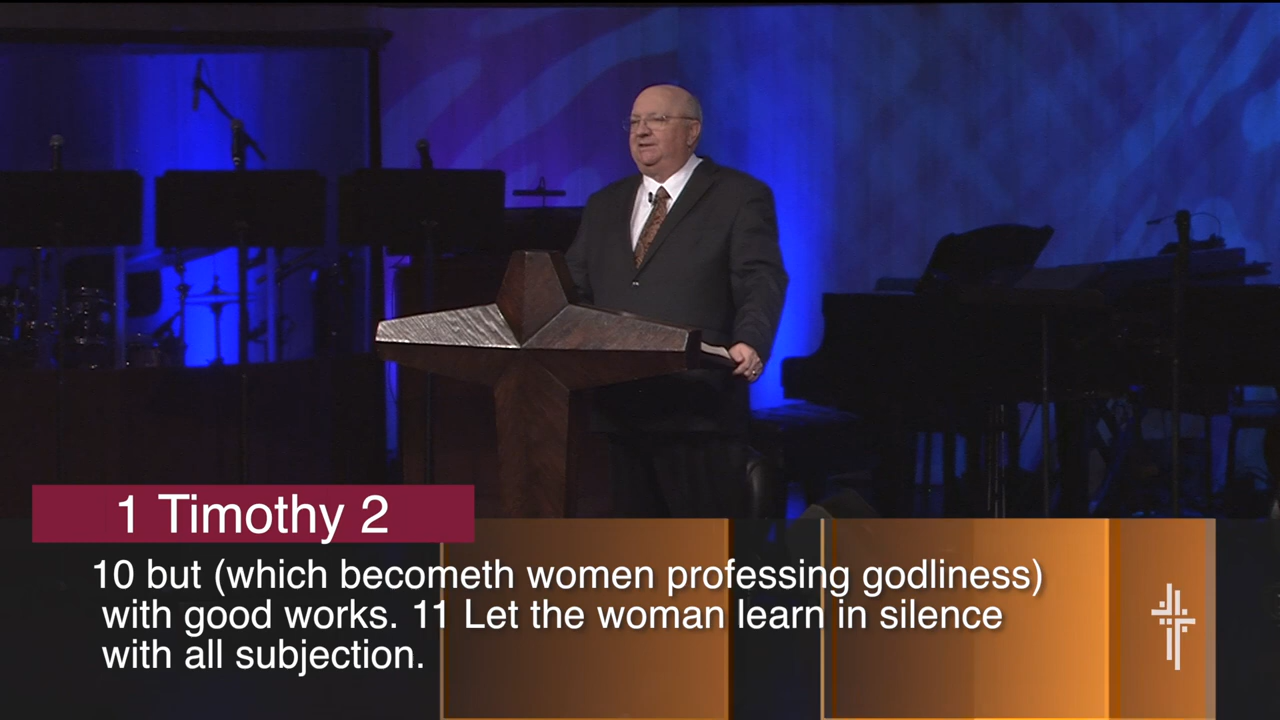 1 Timothy 2
10 but (which becometh women professing godliness)
with good works. 11 Let the woman learn in silence
with all subjection.